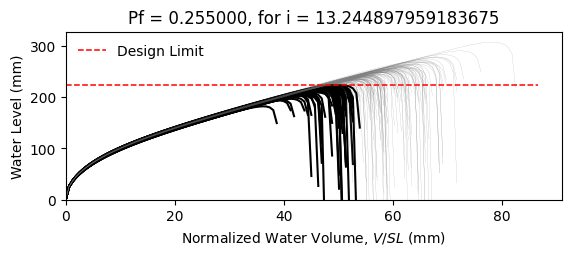 Pf = 0.255000, for i = 13.244897959183675
Water Level (mm)
300
200
100
0
Design Limit
0 20 40 60 80
Normalized Water Volume, V/SL (mm)